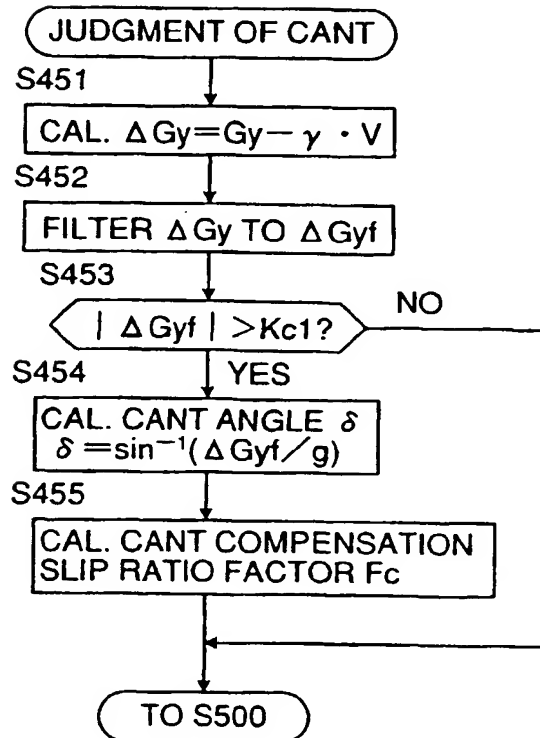 JUDGMENT OF CANT
S451
CAL. ΔGy=Gy−γ・V
S452
FILTER ΔGy TO ΔGyf
S453
| ΔGyf | >Kc1?
NO
S454
YES
CAL. CANT ANGLE δ
δ=sin⁻¹(ΔGyf/g)
S455
CAL. CANT COMPENSATION
SLIP RATIO FACTOR Fc
TO S500